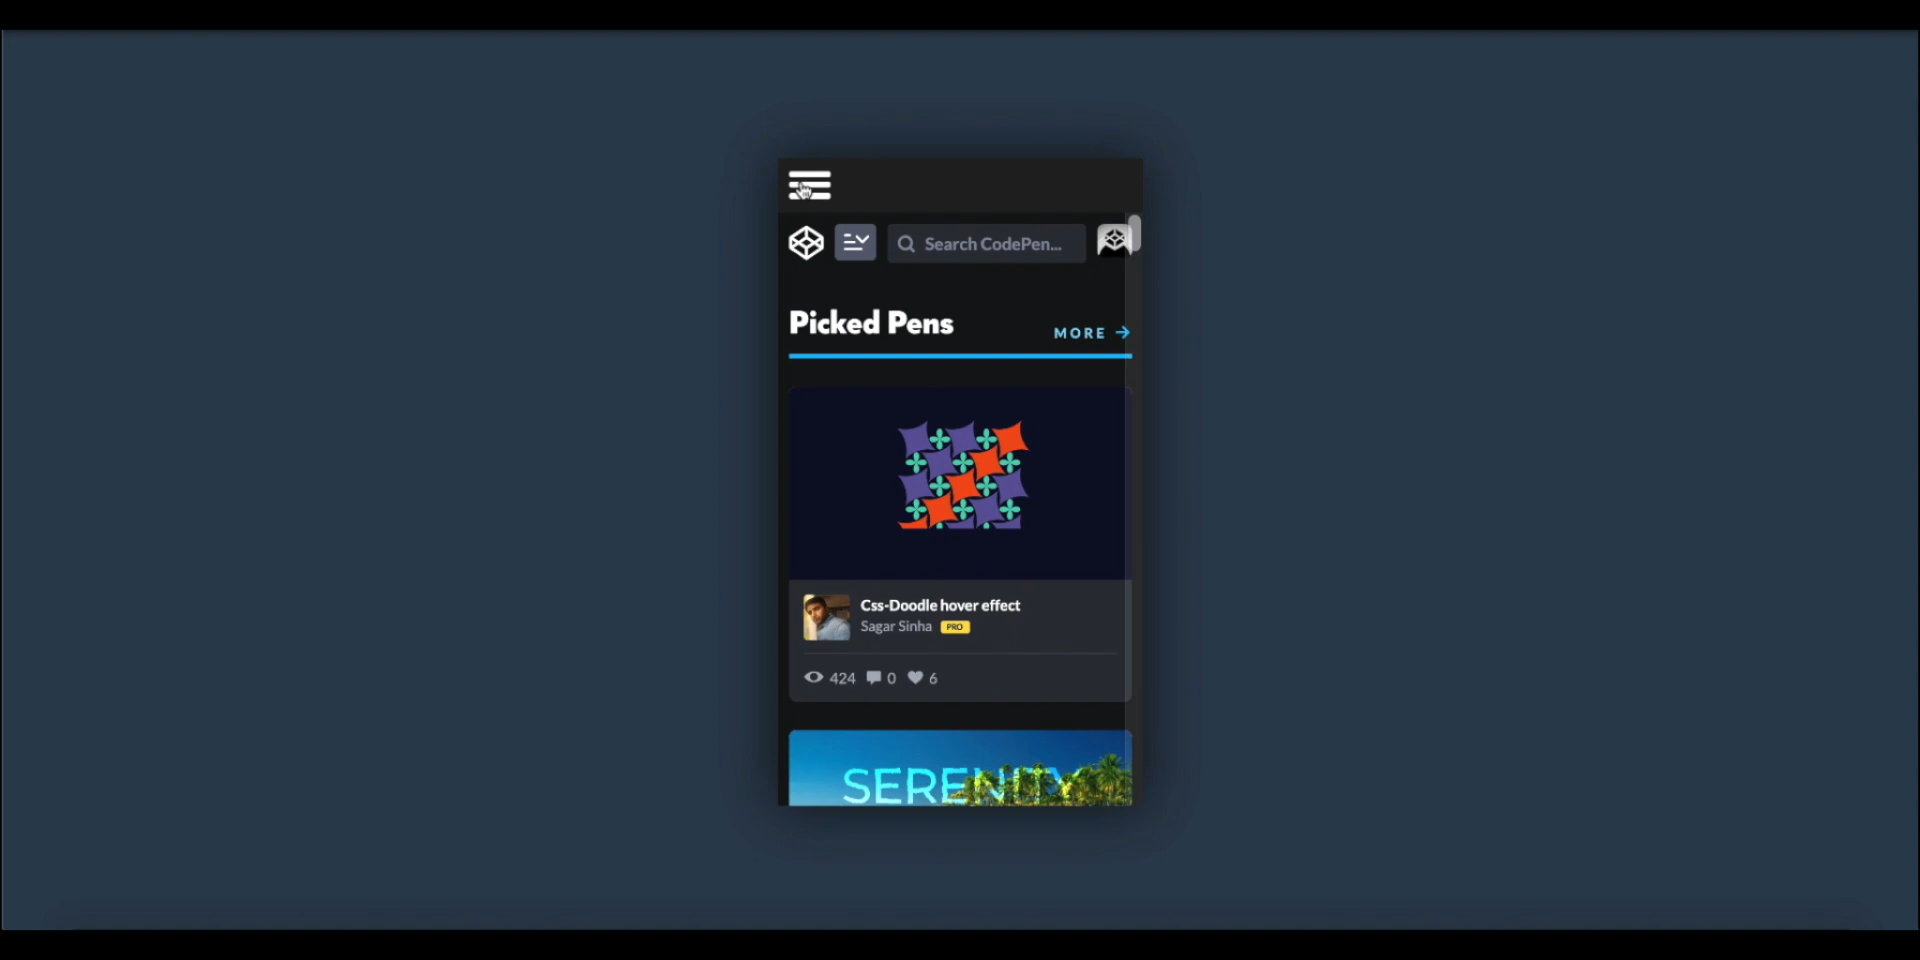 Search CodePen...
Picked Pens
MORE →
Css-Doodle hover effect
Sagar Sinha PRO
424 0 6
SERENITY